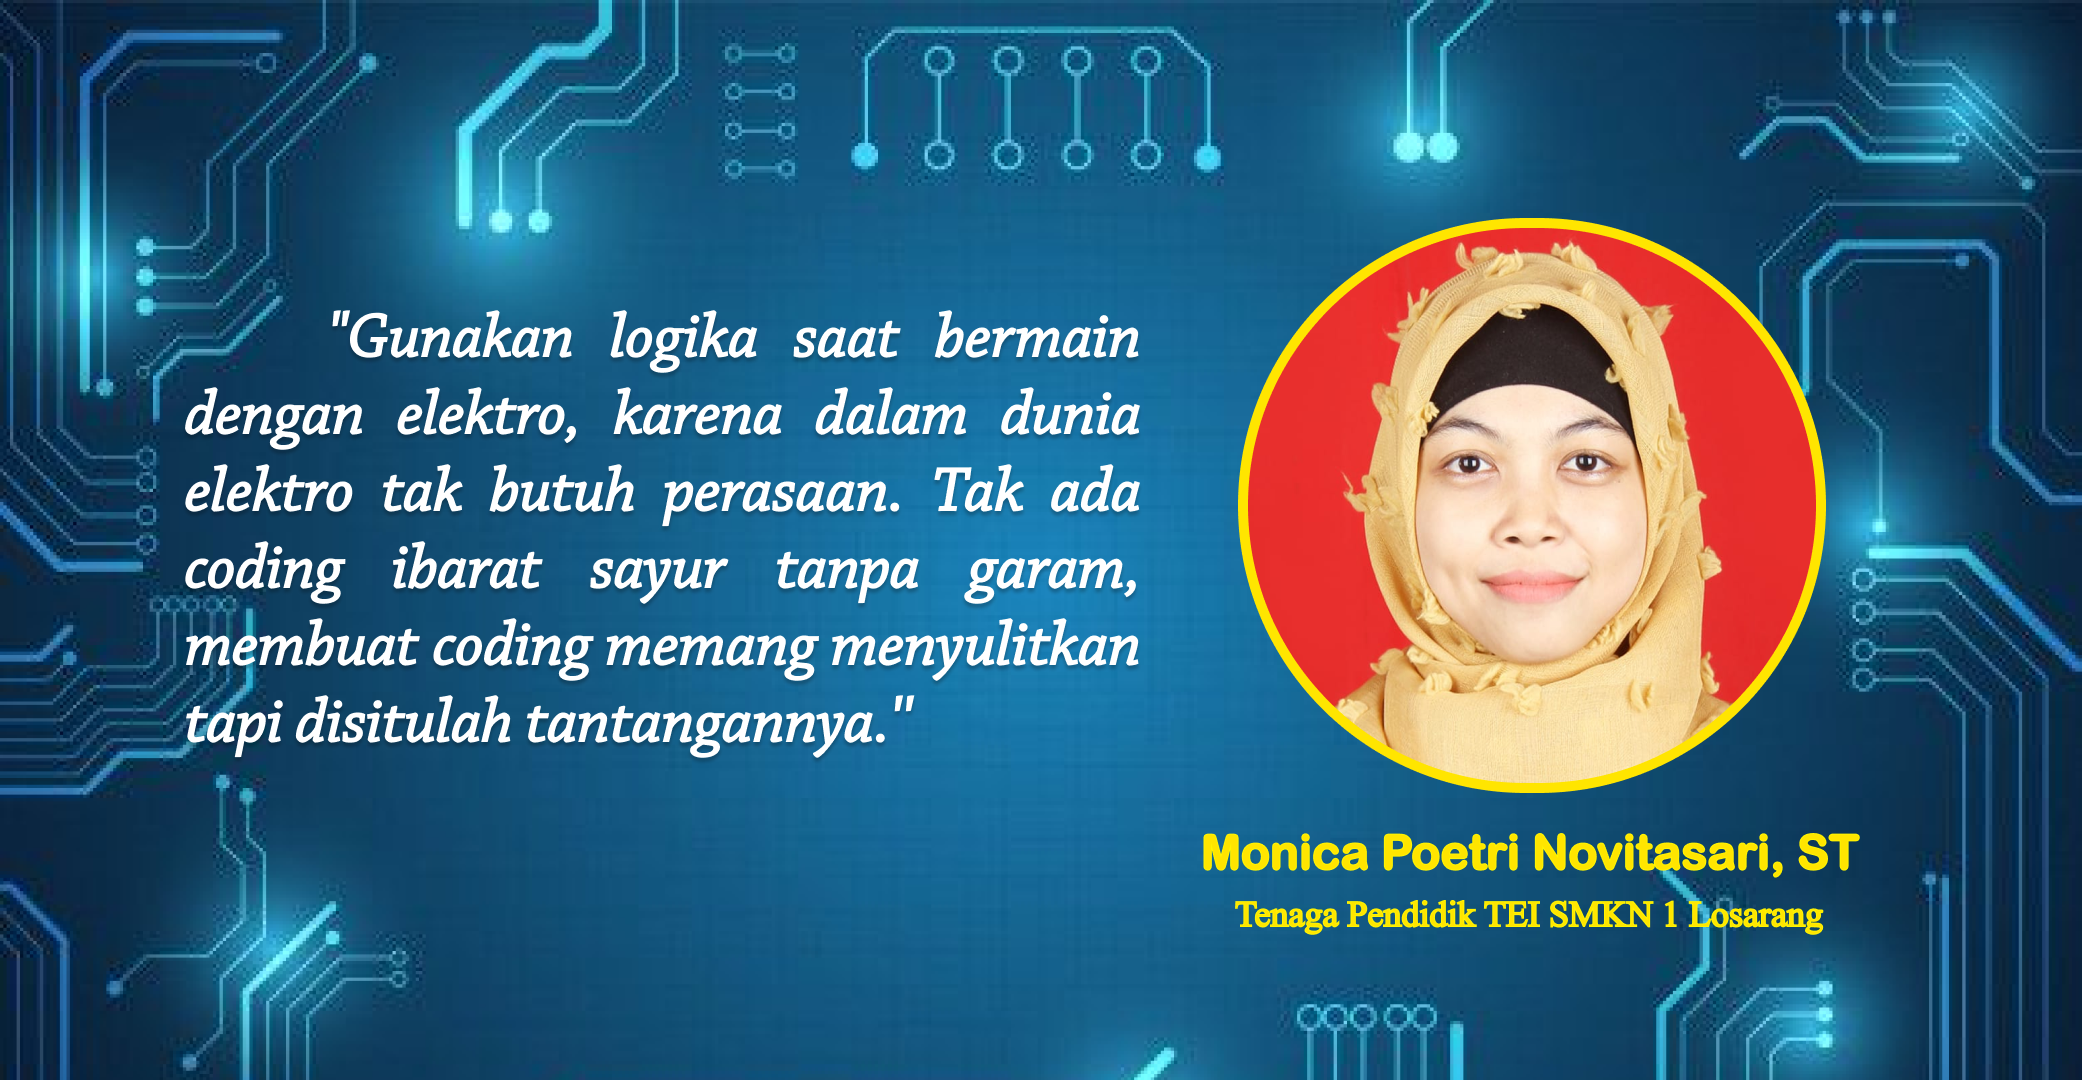 "Gunakan logika saat bermain
dengan elektro, karena dalam dunia
elektro tak butuh perasaan. Tak ada
coding ibarat sayur tanpa garam,
membuat coding memang menyulitkan
tapi disitulah tantangannya."
Monica Poetri Novitasari, ST
Tenaga Pendidik TEI SMKN 1 Losarang